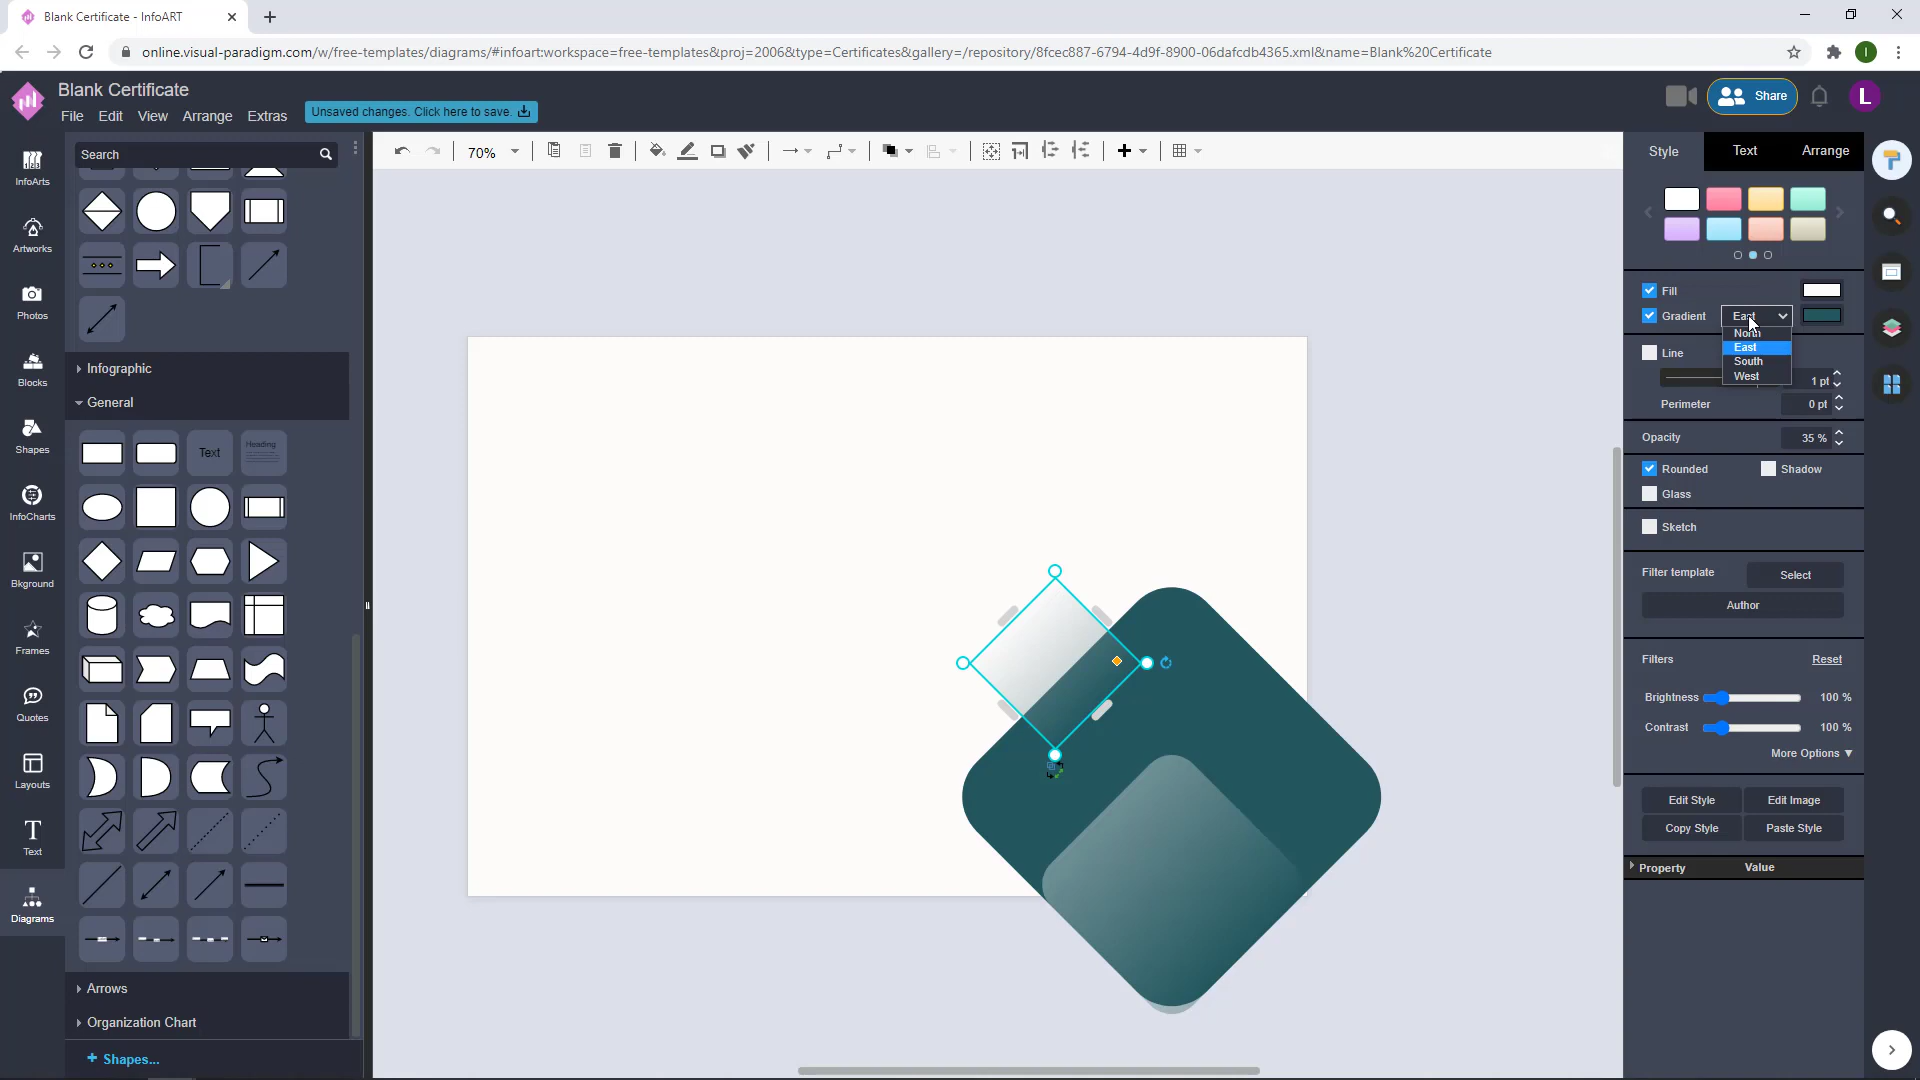 Blank Certificate - InfoART
online.visual-paradigm.com/w/free-templates/diagrams/#infoart:workspace=free-templates&proj=2006&type=Certificates&gallery=/repository/8fcec887-6794-4d9f-8900-06dafcdb4365.xml&name=Blank%20Certificate
I
Blank Certificate
File Edit View Arrange Extras
Unsaved changes. Click here to save.
Share
L
Search
70%
Style Text Arrange
InfoArts
Artworks
Photos
Blocks
Shapes
InfoCharts
Bkground
Frames
Quotes
Layouts
T
Text
Diagrams
Infographic
General
Text
Heading
Arrows
Organization Chart
+ Shapes...
Fill
Gradient East
North
East
South
West
Line
1 pt
Perimeter 0 pt
Opacity 35 %
Rounded Shadow
Glass
Sketch
Filter template Select
Author
Filters Reset
Brightness 100 %
Contrast 100 %
More Options ▼
Edit Style Edit Image
Copy Style Paste Style
Property Value